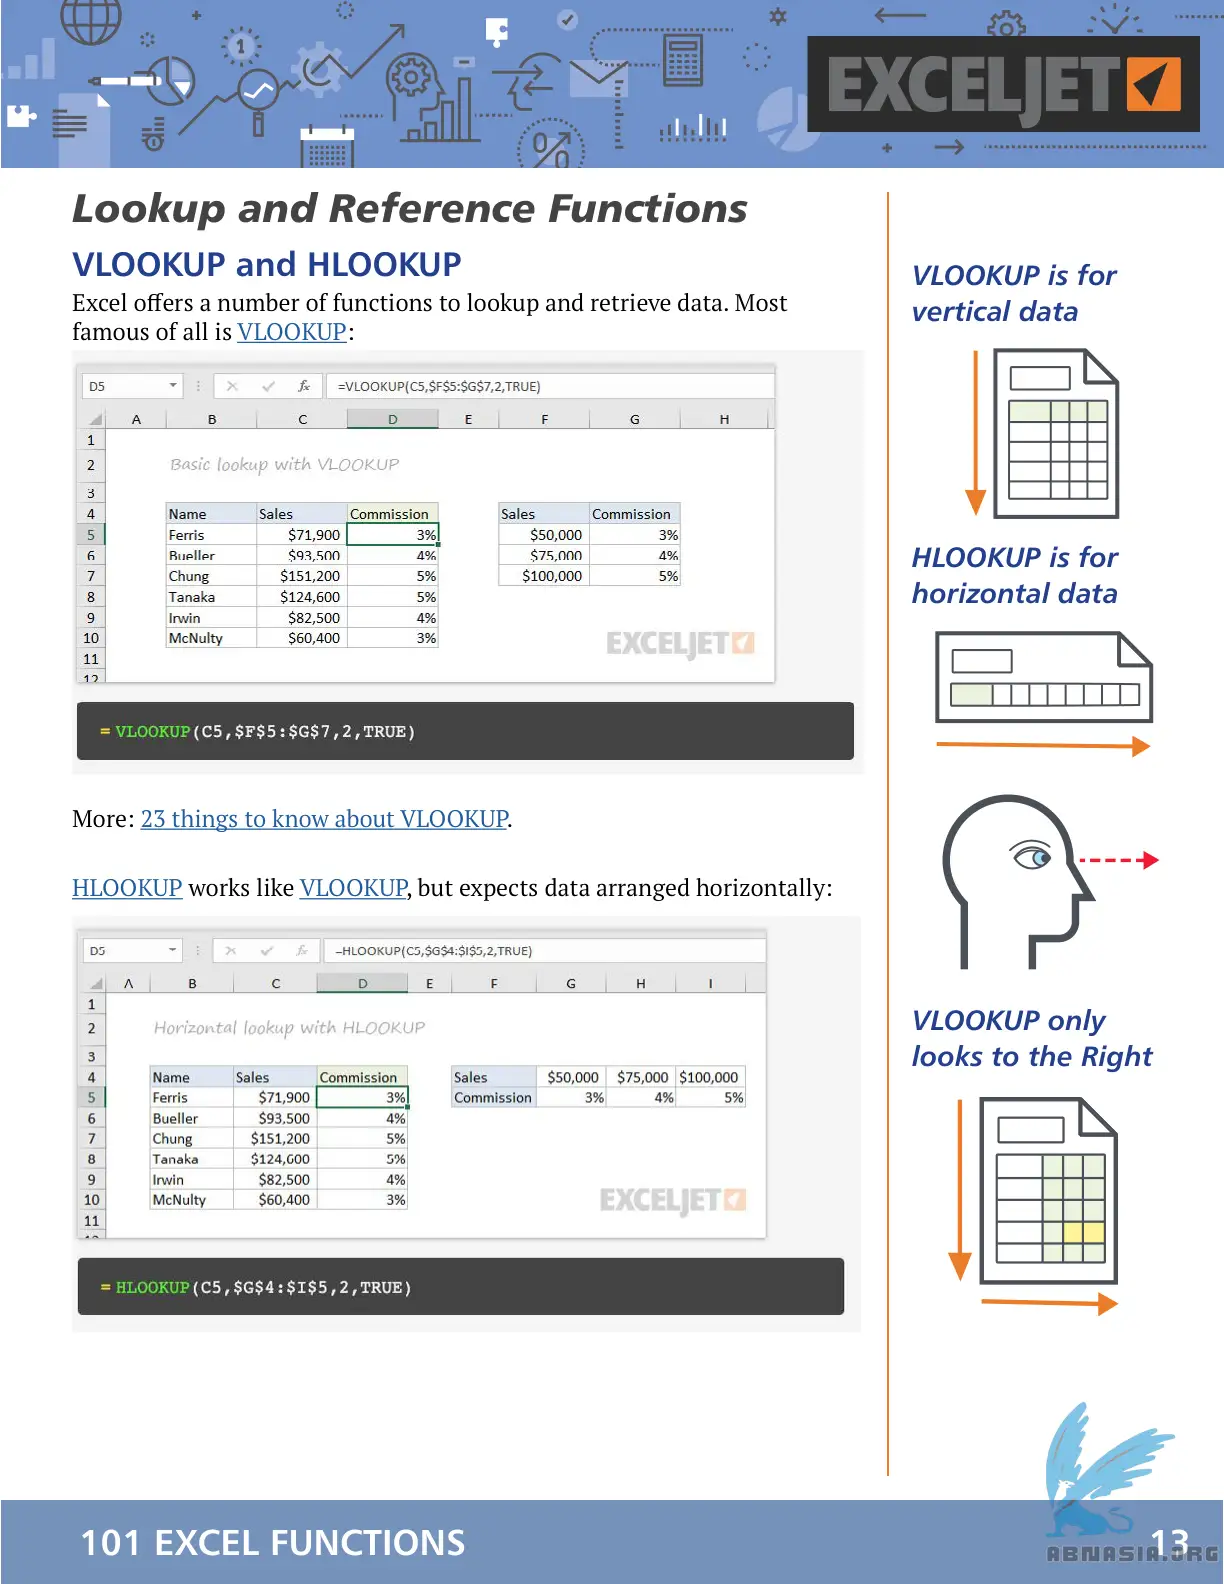 EXCELJET
Lookup and Reference Functions
VLOOKUP and HLOOKUP
Excel offers a number of functions to lookup and retrieve data. Most
famous of all is VLOOKUP:
D5 fx =VLOOKUP(C5,$F$5:$G$7,2,TRUE)
A B C D E F G H
1
2 Basic lookup with VLOOKUP
3
4 Name Sales Commission Sales Commission
5 Ferris $71,900 3% $50,000 3%
6 Bueller $93,500 4% $75,000 4%
7 Chung $151,200 5% $100,000 5%
8 Tanaka $124,600 5%
9 Irwin $82,500 4%
10 McNulty $60,400 3%
EXCELJET
11
12
= VLOOKUP(C5,$F$5:$G$7,2,TRUE)
More: 23 things to know about VLOOKUP.
HLOOKUP works like VLOOKUP, but expects data arranged horizontally:
D5 fx =HLOOKUP(C5,$G$4:$I$5,2,TRUE)
A B C D E F G H I
1
2 Horizontal lookup with HLOOKUP
3
4 Name Sales Commission Sales $50,000 $75,000 $100,000
5 Ferris $71,900 3% Commission 3% 4% 5%
6 Bueller $93,500 4%
7 Chung $151,200 5%
8 Tanaka $124,600 5%
9 Irwin $82,500 4%
10 McNulty $60,400 3%
EXCELJET
11
= HLOOKUP(C5,$G$4:$I$5,2,TRUE)
VLOOKUP is for
vertical data
HLOOKUP is for
horizontal data
VLOOKUP only
looks to the Right
101 EXCEL FUNCTIONS
13
ABNASIA.ORG